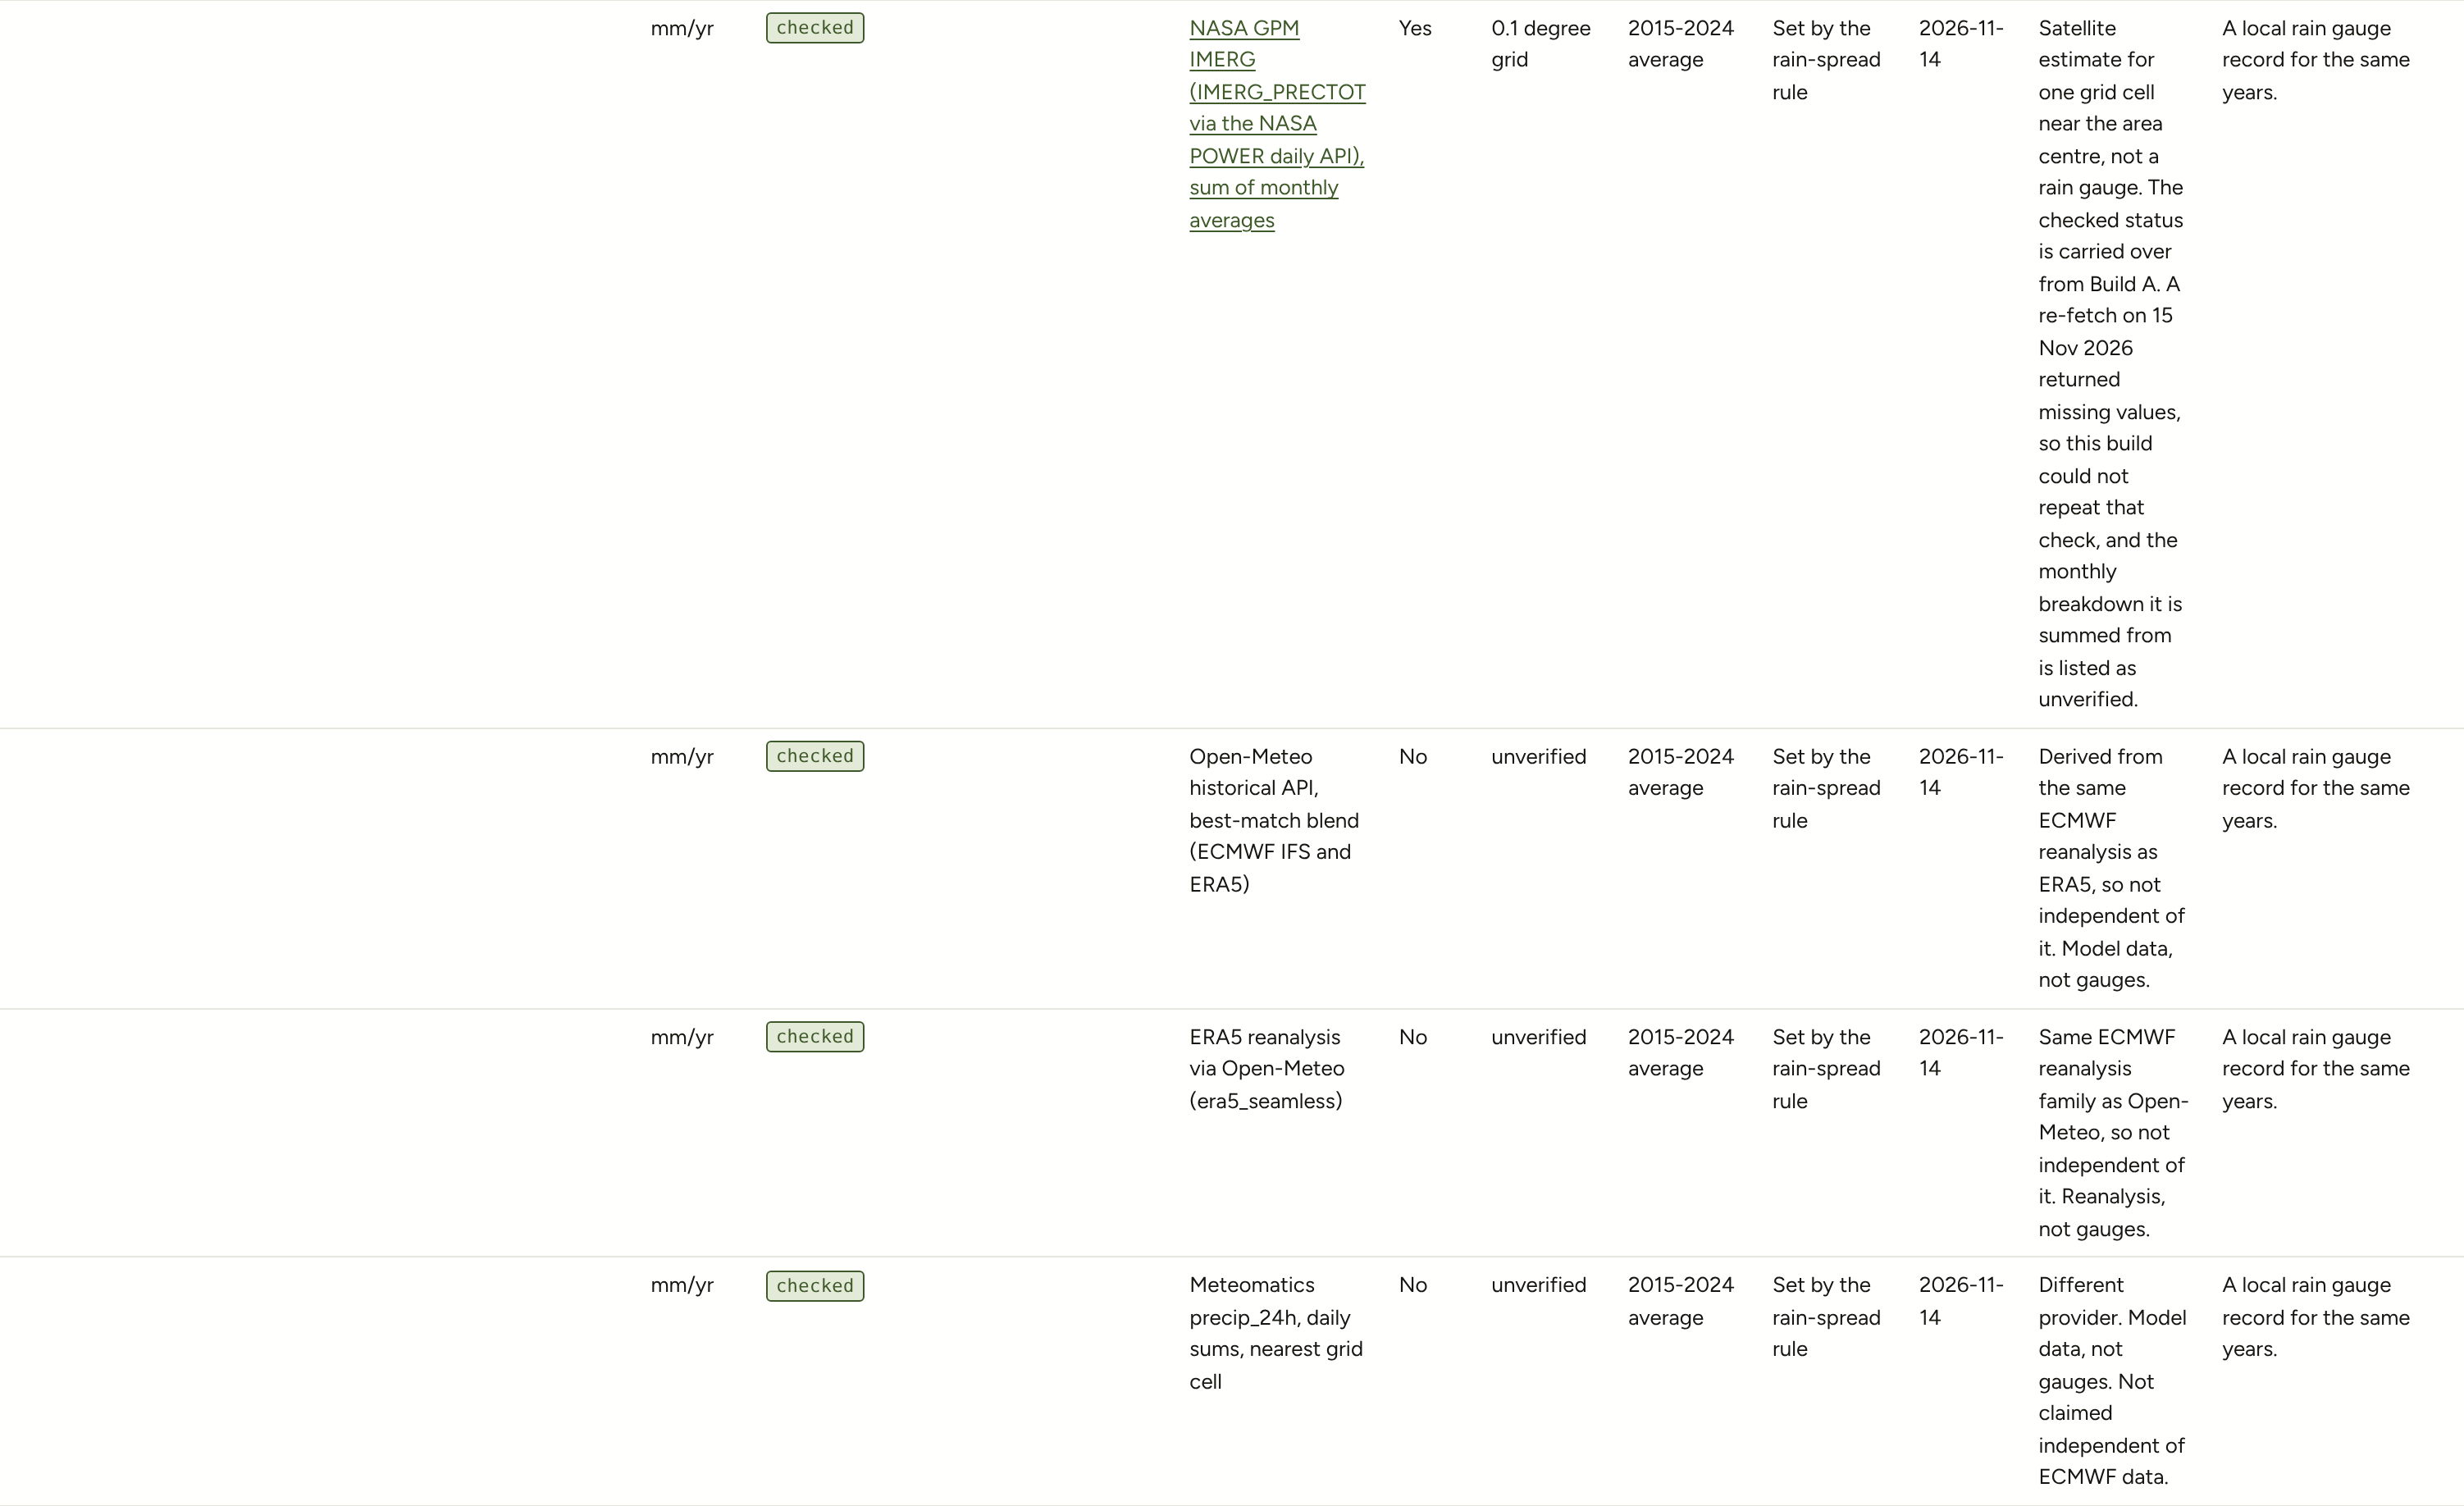 mm/yr
checked
NASA GPM
IMERG
(IMERG_PRECTOT
via the NASA
POWER daily API),
sum of monthly
averages
Yes
0.1 degree
grid
2015-2024
average
Set by the
rain-spread
rule
2026-11-
14
Satellite
estimate for
one grid cell
near the area
centre, not a
rain gauge. The
checked status
is carried over
from Build A. A
re-fetch on 15
Nov 2026
returned
missing values,
so this build
could not
repeat that
check, and the
monthly
breakdown it is
summed from
is listed as
unverified.
A local rain gauge
record for the same
years.
mm/yr
checked
Open-Meteo
historical API,
best-match blend
(ECMWF IFS and
ERA5)
No
unverified
2015-2024
average
Set by the
rain-spread
rule
2026-11-
14
Derived from
the same
ECMWF
reanalysis as
ERA5, so not
independent of
it. Model data,
not gauges.
A local rain gauge
record for the same
years.
mm/yr
checked
ERA5 reanalysis
via Open-Meteo
(era5_seamless)
No
unverified
2015-2024
average
Set by the
rain-spread
rule
2026-11-
14
Same ECMWF
reanalysis
family as Open-
Meteo, so not
independent of
it. Reanalysis,
not gauges.
A local rain gauge
record for the same
years.
mm/yr
checked
Meteomatics
precip_24h, daily
sums, nearest grid
cell
No
unverified
2015-2024
average
Set by the
rain-spread
rule
2026-11-
14
Different
provider. Model
data, not
gauges. Not
claimed
independent of
ECMWF data.
A local rain gauge
record for the same
years.